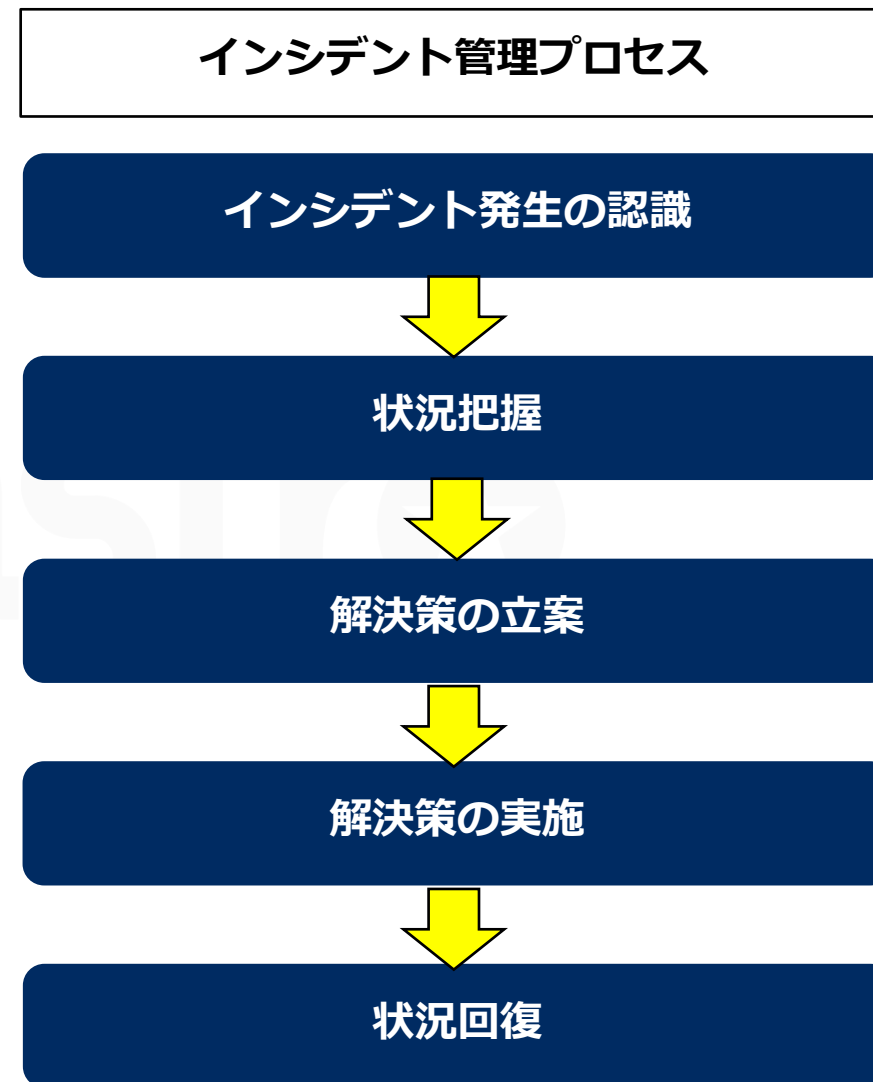 インシデント管理プロセス
インシデント発生の認識
状況把握
解決策の立案
解決策の実施
状況回復